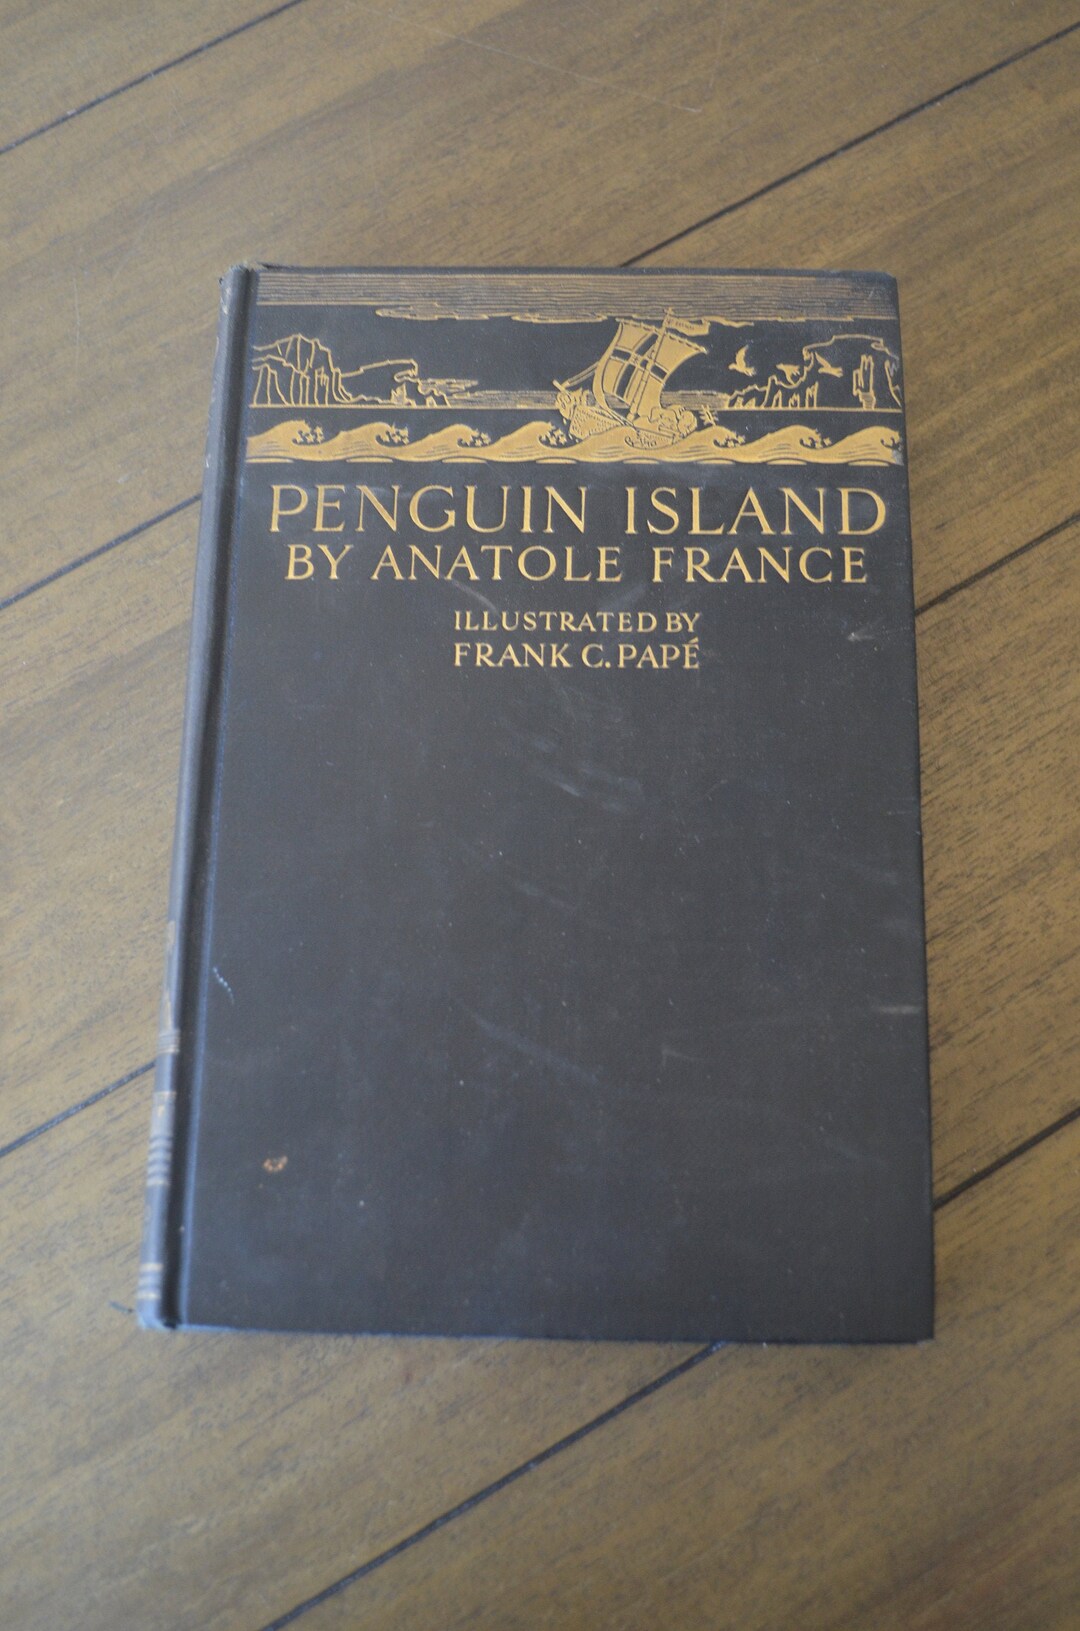 PENGUIN ISLAND
BY ANATOLE FRANCE
ILLUSTRATED BY
FRANK C. PAPÉ